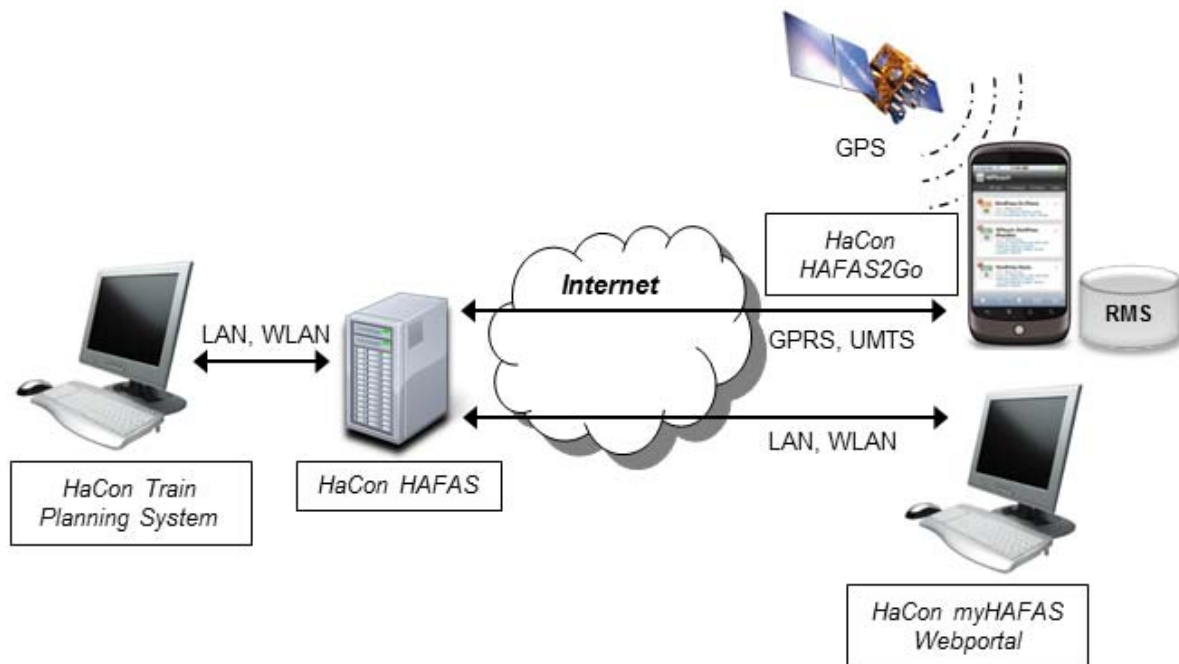 GPS
HaCon
HAFAS2Go
Internet
RMS
LAN, WLAN
GPRS, UMTS
LAN, WLAN
HaCon Train
Planning System
HaCon HAFAS
HaCon myHAFAS
Webportal